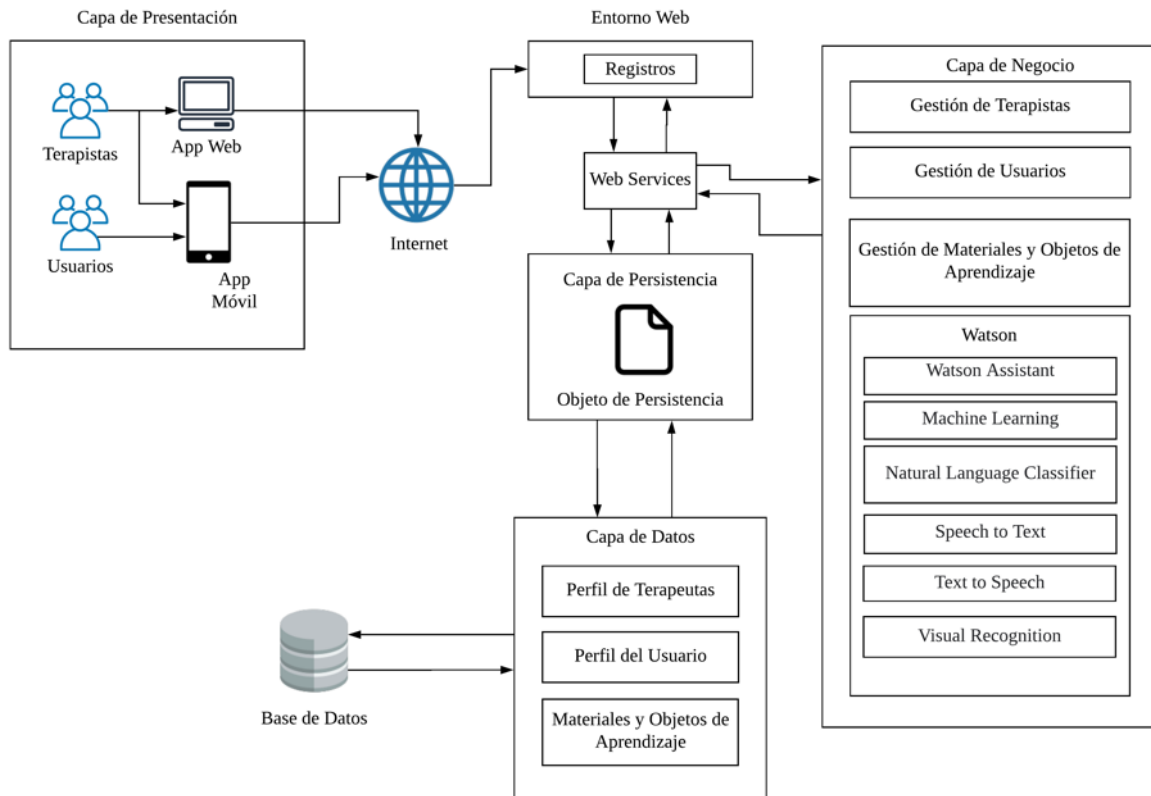 Capa de Presentación
Terapistas
App Web
Usuarios
App
Móvil
Internet
Entorno Web
Registros
Web Services
Capa de Persistencia
Objeto de Persistencia
Capa de Datos
Perfil de Terapeutas
Perfil del Usuario
Materiales y Objetos de
Aprendizaje
Base de Datos
Capa de Negocio
Gestión de Terapistas
Gestión de Usuarios
Gestión de Materiales y Objetos de
Aprendizaje
Watson
Watson Assistant
Machine Learning
Natural Language Classifier
Speech to Text
Text to Speech
Visual Recognition